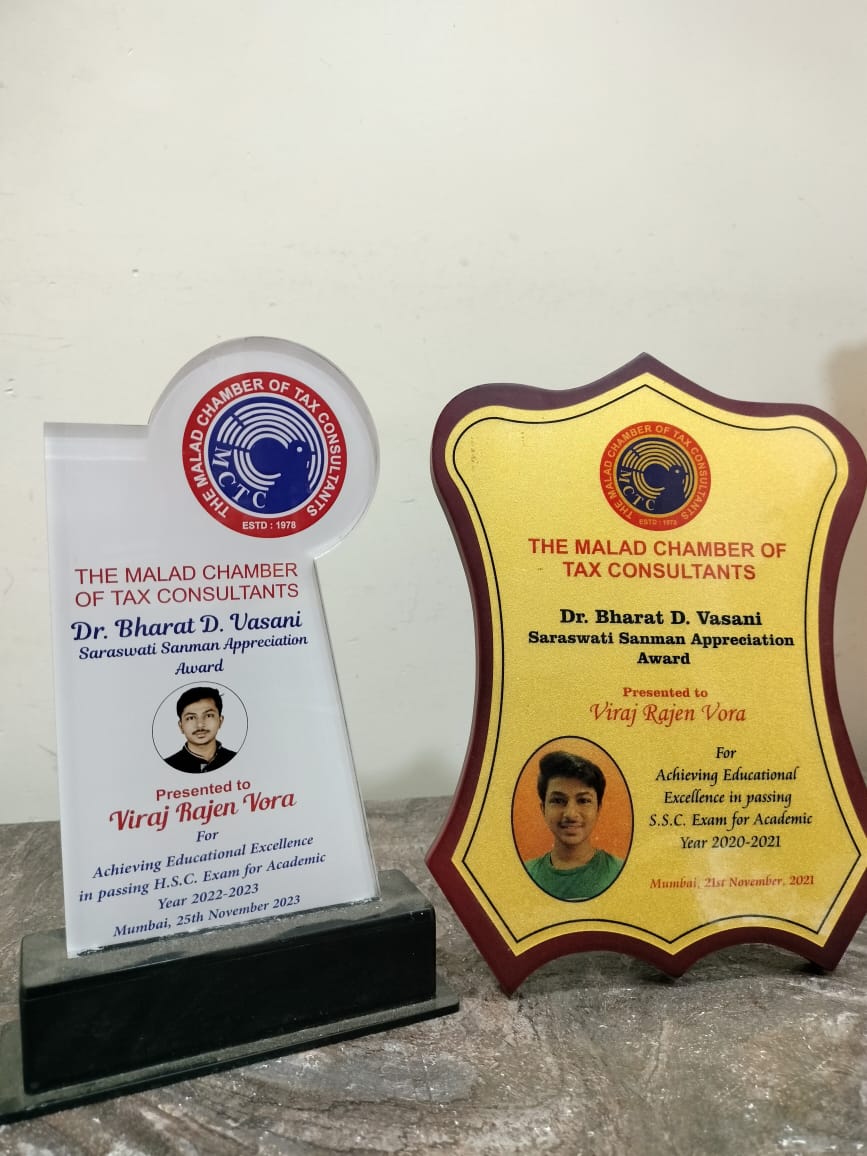 THE MALAD CHAMBER OF TAX CONSULTANTS
MCTC
ESTD : 1978
THE MALAD CHAMBER
OF TAX CONSULTANTS
Dr. Bharat D. Vasani
Saraswati Sanman Appreciation
Award
Presented to
Viraj Rajen Vora
For
Achieving Educational Excellence
in passing H.S.C. Exam for Academic
Year 2022-2023
Mumbai, 25th November 2023
THE MALAD CHAMBER OF TAX CONSULTANTS
MCTC
ESTD : 1978
THE MALAD CHAMBER OF
TAX CONSULTANTS
Dr. Bharat D. Vasani
Saraswati Sanman Appreciation
Award
Presented to
Viraj Rajen Vora
For
Achieving Educational
Excellence in passing
S.S.C. Exam for Academic
Year 2020-2021
Mumbai, 21st November, 2021